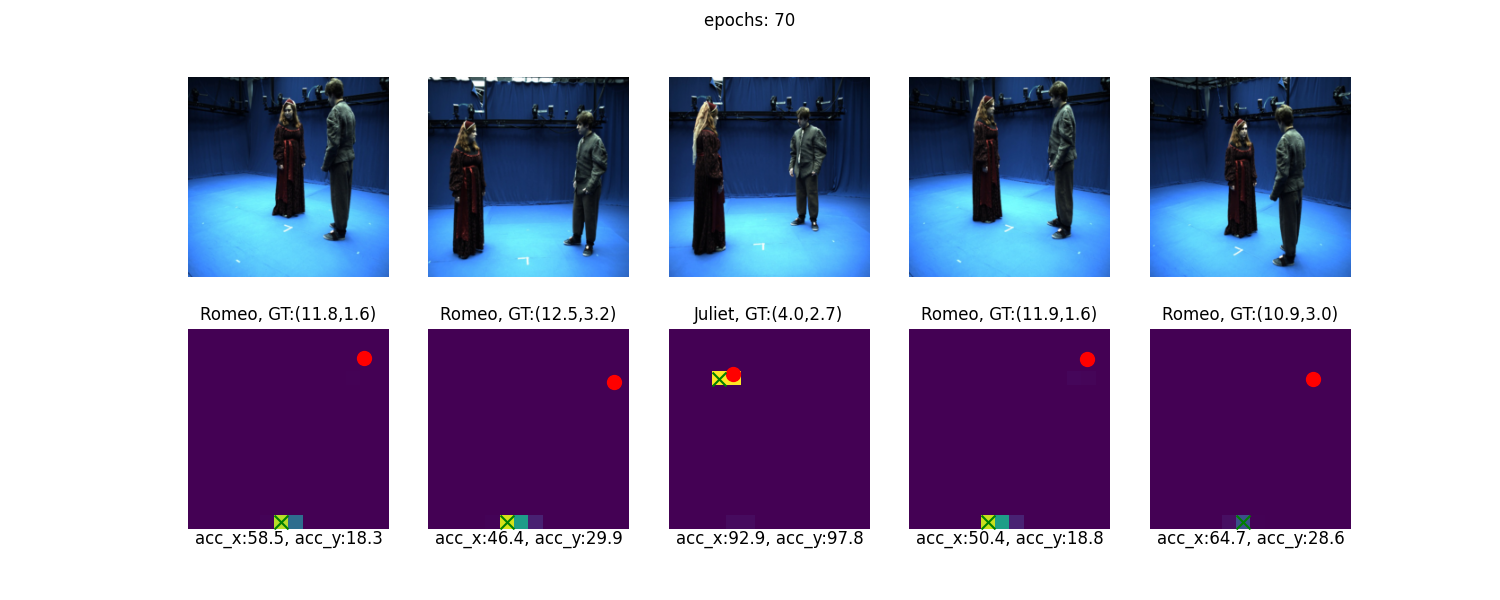 epochs: 70
Romeo, GT:(11.8,1.6)
Romeo, GT:(12.5,3.2)
Juliet, GT:(4.0,2.7)
Romeo, GT:(11.9,1.6)
Romeo, GT:(10.9,3.0)
acc_x:58.5, acc_y:18.3
acc_x:46.4, acc_y:29.9
acc_x:92.9, acc_y:97.8
acc_x:50.4, acc_y:18.8
acc_x:64.7, acc_y:28.6